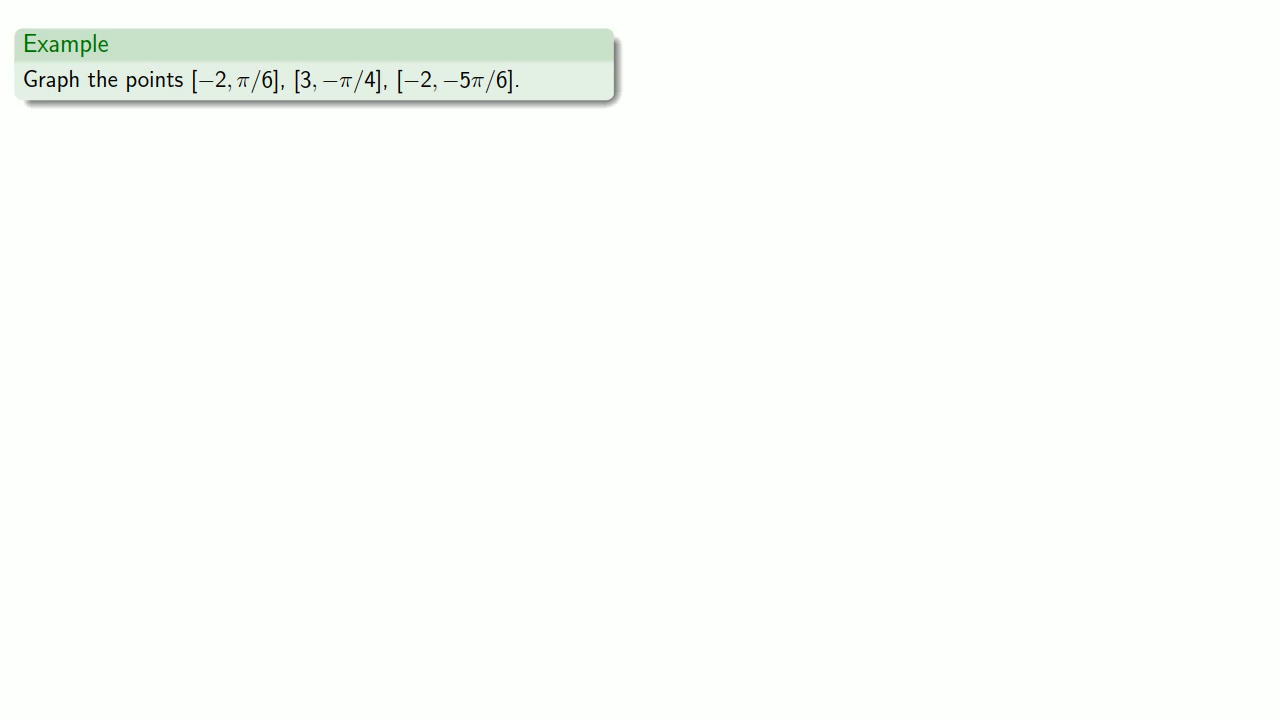 Example
Graph the points [−2, π/6], [3, −π/4], [−2, −5π/6].